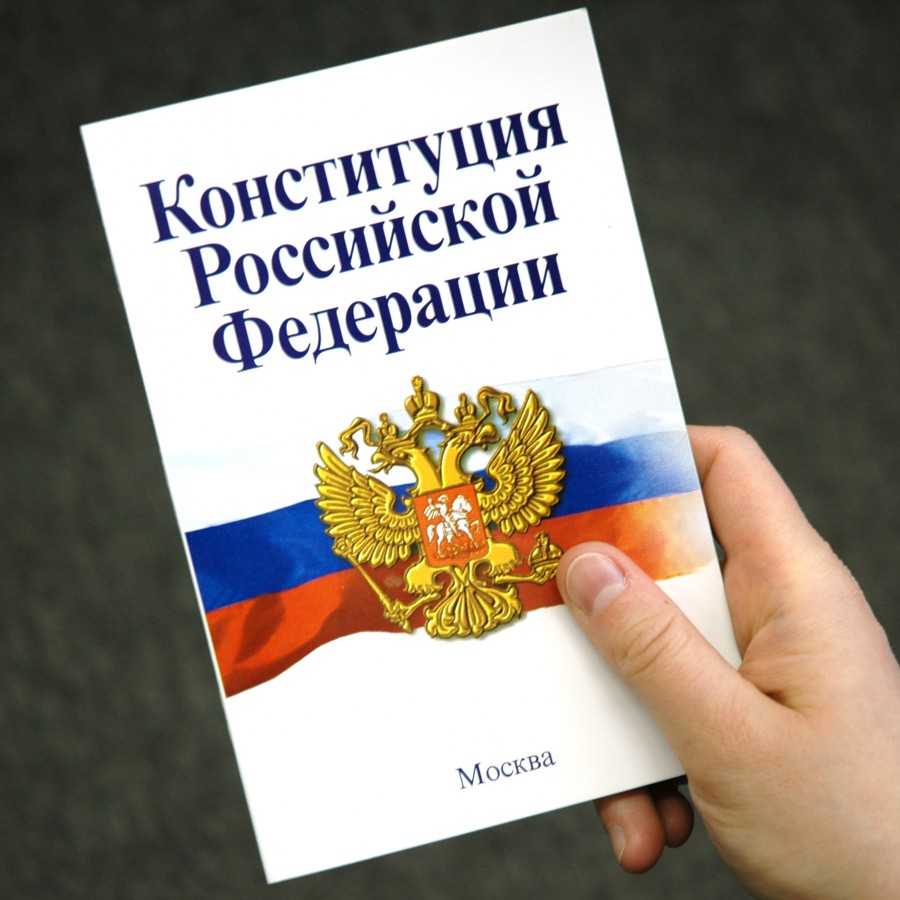 Конституция
Российской
Федерации
Москва